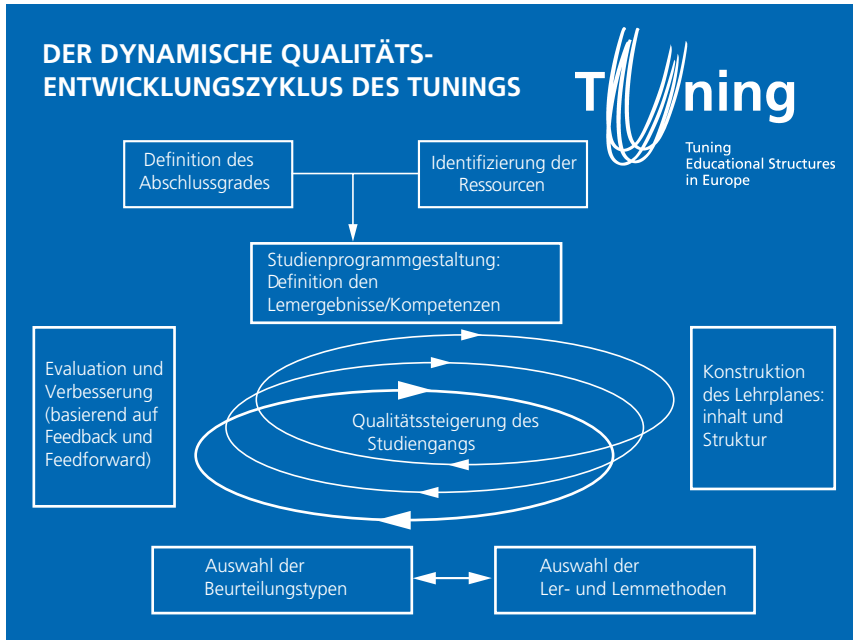 DER DYNAMISCHE QUALITÄTS-
ENTWICKLUNGSZYKLUS DES TUNINGS
Tuning
Tuning
Educational Structures
in Europe
Definition des
Abschlussgrades
Identifizierung der
Ressourcen
Studienprogrammgestaltung:
Definition den
Lemergebnisse/Kompetenzen
Evaluation und
Verbesserung
(basierend auf
Feedback und
Feedforward)
Qualitätssteigerung des
Studiengangs
Konstruktion
des Lehrplanes:
inhalt und
Struktur
Auswahl der
Beurteilungstypen
Auswahl der
Ler- und Lemmethoden